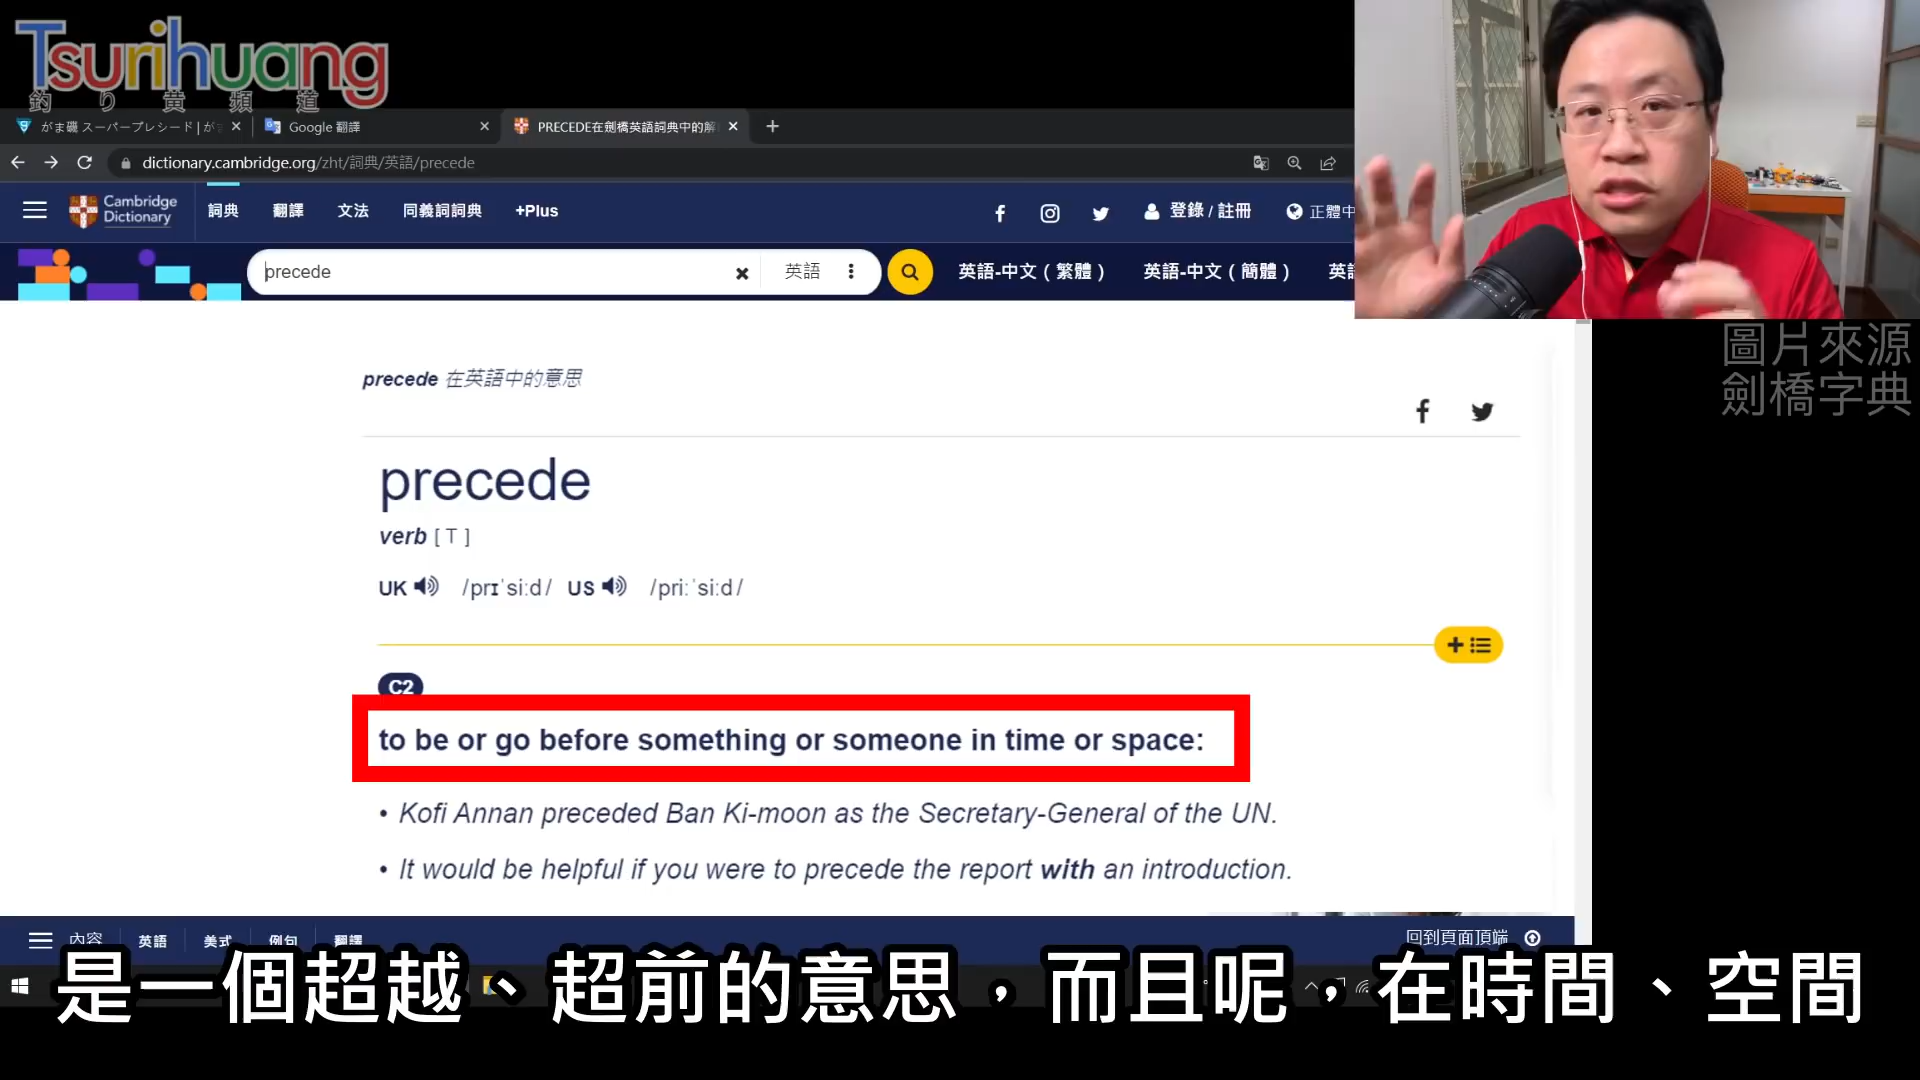 Tsurihuang
釣り黄頻道
がま磯 スーパープレシード | がま
Google 翻譯
PRECEDE在劍橋英語詞典中的解
dictionary.cambridge.org/zht/詞典/英語/precede
Cambridge
Dictionary
詞典
翻譯
文法
同義詞詞典
+Plus
登錄 / 註冊
正體中
precede
英語
英語-中文（繁體）
英語-中文（簡體）
英語
圖片來源
劍橋字典
precede 在英語中的意思
precede
verb [ T ]
UK /prɪˈsiːd/ US /priːˈsiːd/
C2
to be or go before something or someone in time or space:
• Kofi Annan preceded Ban Ki-moon as the Secretary-General of the UN.
• It would be helpful if you were to precede the report with an introduction.
內容
英語
美式
例句
翻譯
回到頁面頂端
是一個超越、超前的意思，而且呢，在時間、空間